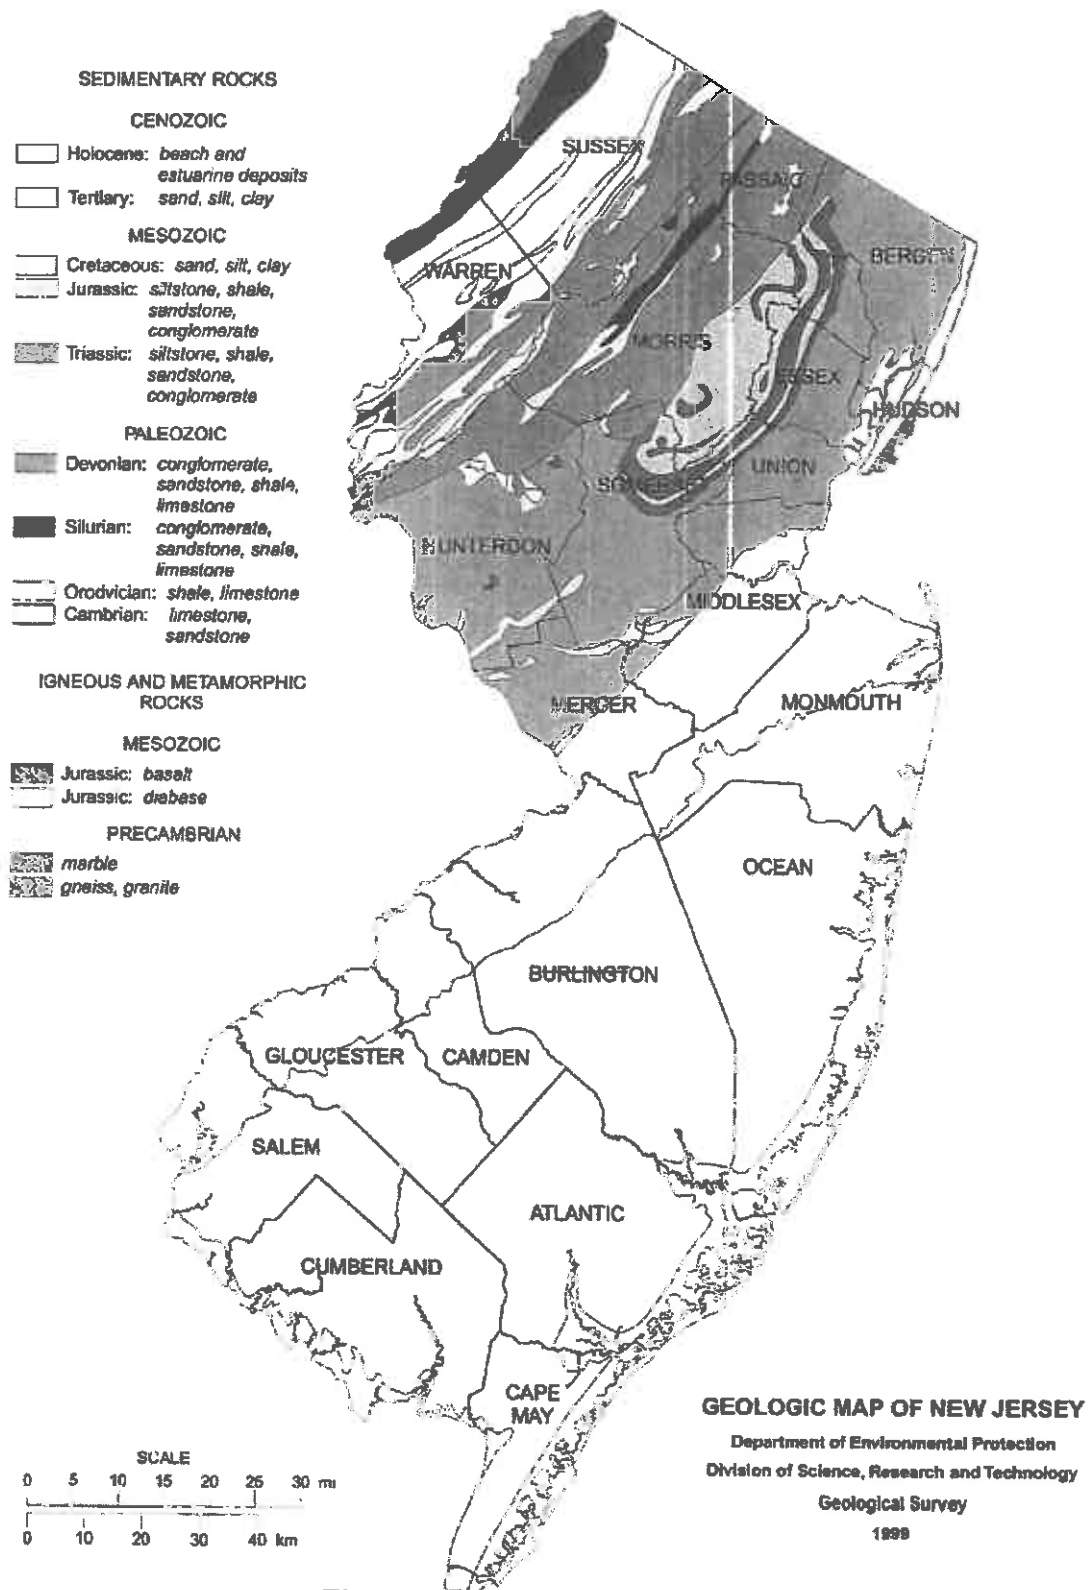 SEDIMENTARY ROCKS
CENOZOIC
Holocene: beach and
estuarine deposits
Tertiary: sand, silt, clay
MESOZOIC
Cretaceous: sand, silt, clay
Jurassic: siltstone, shale,
sandstone,
conglomerate
Triassic: siltstone, shale,
sandstone,
conglomerate
PALEOZOIC
Devonian: conglomerate,
sandstone, shale,
limestone
Silurian: conglomerate,
sandstone, shale,
limestone
Orodvician: shale, limestone
Cambrian: limestone,
sandstone
IGNEOUS AND METAMORPHIC
ROCKS
MESOZOIC
Jurassic: basalt
Jurassic: diabase
PRECAMBRIAN
marble
gneiss, granite
SUSSEX
PASSAIC
BERGEN
WARREN
MORRIS
ESSEX
HUDSON
UNION
SOMERSET
HUNTERDON
MIDDLESEX
MERCER
MONMOUTH
OCEAN
BURLINGTON
GLOUCESTER
CAMDEN
SALEM
ATLANTIC
CUMBERLAND
CAPE
MAY
SCALE
0 5 10 15 20 25 30 mi
0 10 20 30 40 km
GEOLOGIC MAP OF NEW JERSEY
Department of Environmental Protection
Division of Science, Research and Technology
Geological Survey
1999